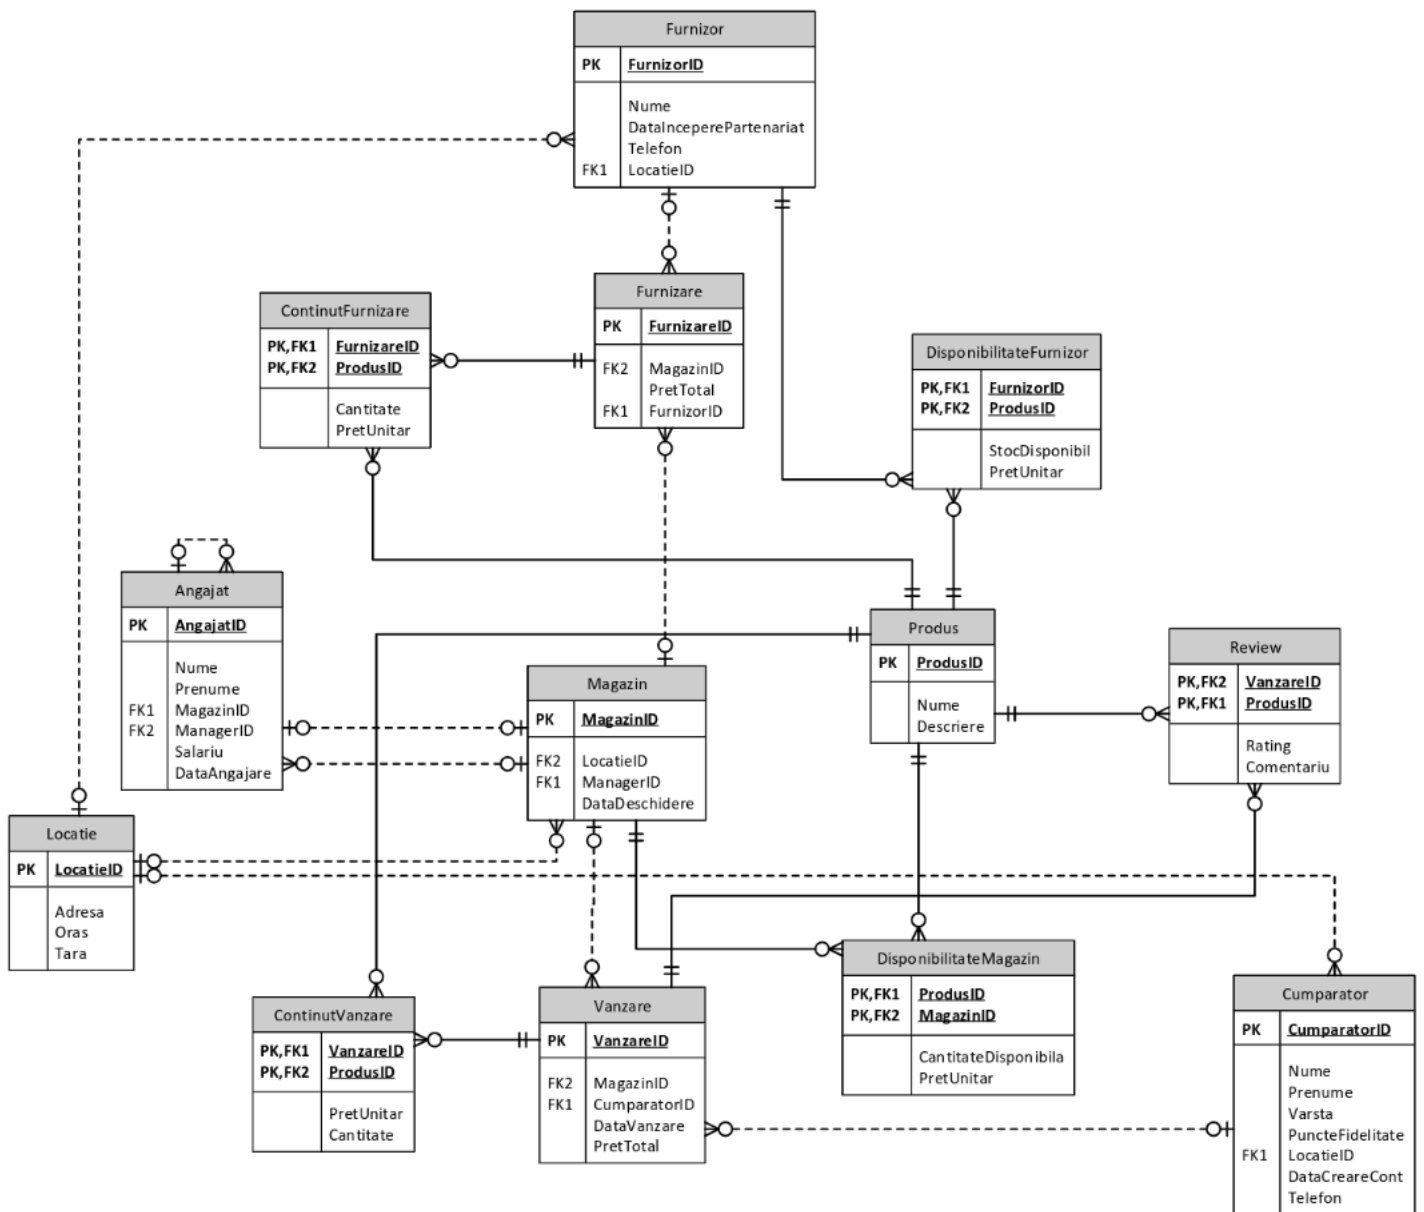 Furnizor
PK FurnizorID
Nume
DataInceperePartenariat
Telefon
FK1 LocatieID
ContinutFurnizare
PK,FK1 FurnizareID
PK,FK2 ProdusID
Cantitate
PretUnitar
Furnizare
PK FurnizareID
FK2 MagazinID
PretTotal
FK1 FurnizorID
DisponibilitateFurnizor
PK,FK1 FurnizorID
PK,FK2 ProdusID
StocDisponibil
PretUnitar
Angajat
PK AngajatID
Nume
Prenume
FK1 MagazinID
FK2 ManagerID
Salariu
DataAngajare
Magazin
PK MagazinID
FK2 LocatieID
FK1 ManagerID
DataDeschidere
Produs
PK ProdusID
Nume
Descriere
Review
PK,FK2 VanzareID
PK,FK1 ProdusID
Rating
Comentariu
Locatie
PK LocatieID
Adresa
Oras
Tara
ContinutVanzare
PK,FK1 VanzareID
PK,FK2 ProdusID
PretUnitar
Cantitate
Vanzare
PK VanzareID
FK2 MagazinID
FK1 CumparatorID
DataVanzare
PretTotal
DisponibilitateMagazin
PK,FK1 ProdusID
PK,FK2 MagazinID
CantitateDisponibila
PretUnitar
Cumparator
PK CumparatorID
Nume
Prenume
Varsta
PuncteFidelitate
FK1 LocatieID
DataCreareCont
Telefon